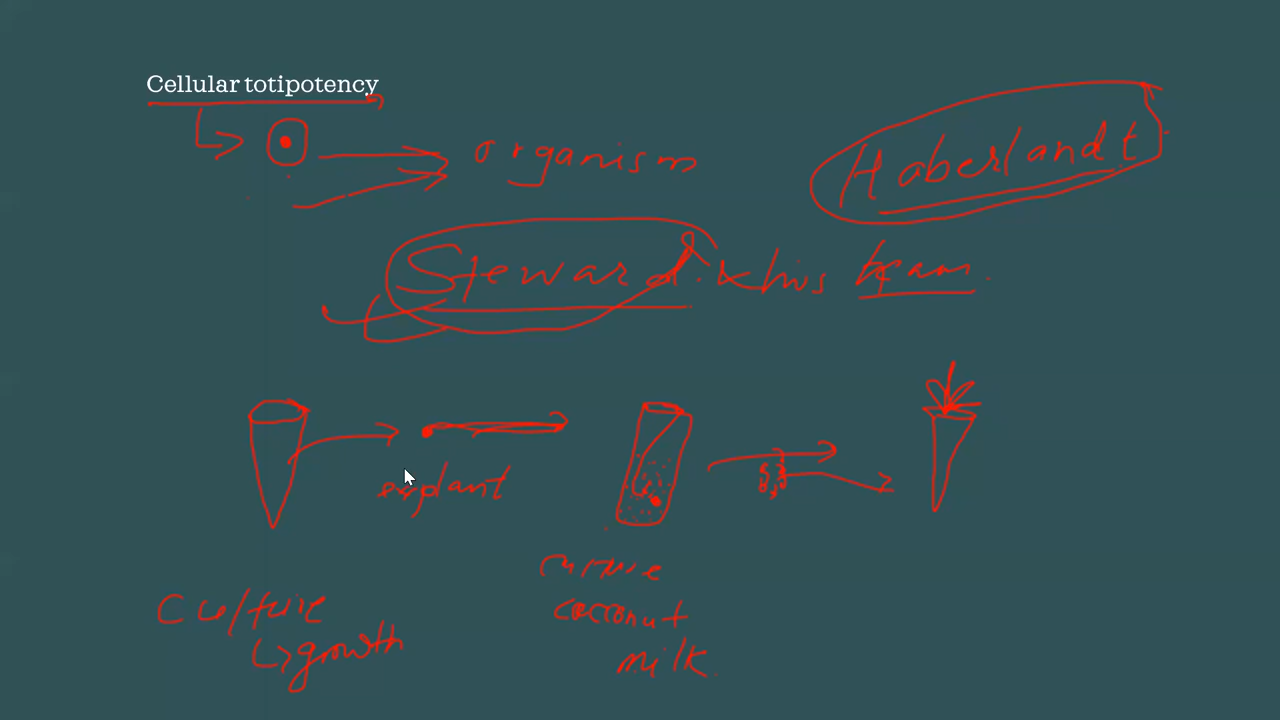 Cellular totipotency
organism
Haberlandt
Steward & his team.
explant
coconut
milk.
Culture
↳ growth